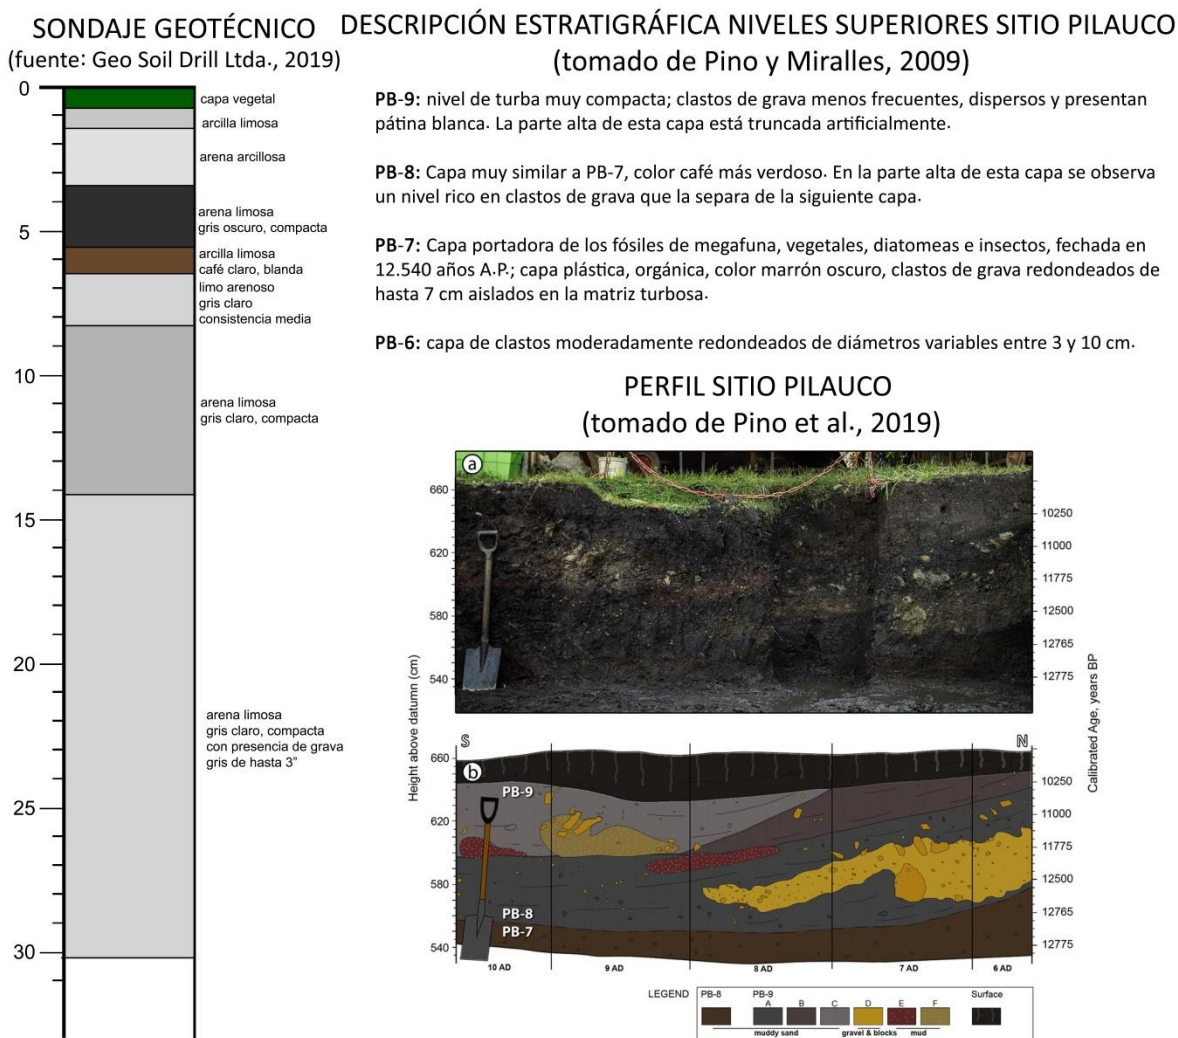 SONDAJE GEOTÉCNICO
(fuente: Geo Soil Drill Ltda., 2019)
0
capa vegetal
arcilla limosa
arena arcillosa
arena limosa
gris oscuro, compacta
5
arcilla limosa
café claro, blanda
limo arenoso
gris claro
consistencia media
10
arena limosa
gris claro, compacta
15
20
arena limosa
gris claro, compacta
con presencia de grava
gris de hasta 3"
25
30
DESCRIPCIÓN ESTRATIGRÁFICA NIVELES SUPERIORES SITIO PILAUCO
(tomado de Pino y Miralles, 2009)
PB-9: nivel de turba muy compacta; clastos de grava menos frecuentes, dispersos y presentan
pátina blanca. La parte alta de esta capa está truncada artificialmente.
PB-8: Capa muy similar a PB-7, color café más verdoso. En la parte alta de esta capa se observa
un nivel rico en clastos de grava que la separa de la siguiente capa.
PB-7: Capa portadora de los fósiles de megafuna, vegetales, diatomeas e insectos, fechada en
12.540 años A.P.; capa plástica, orgánica, color marrón oscuro, clastos de grava redondeados de
hasta 7 cm aislados en la matriz turbosa.
PB-6: capa de clastos moderadamente redondeados de diámetros variables entre 3 y 10 cm.
PERFIL SITIO PILAUCO
(tomado de Pino et al., 2019)
a
660
620
580
540
10250
11000
11775
12500
12765
12775
Height above datumn (cm)
Calibrated Age, years BP
S
N
b
660
620
580
540
PB-9
PB-8
PB-7
10250
11000
11775
12500
12765
12775
10 AD
9 AD
8 AD
7 AD
6 AD
LEGEND
PB-8
PB-9
Surface
A
B
C
D
E
F
muddy sand
gravel & blocks
mud